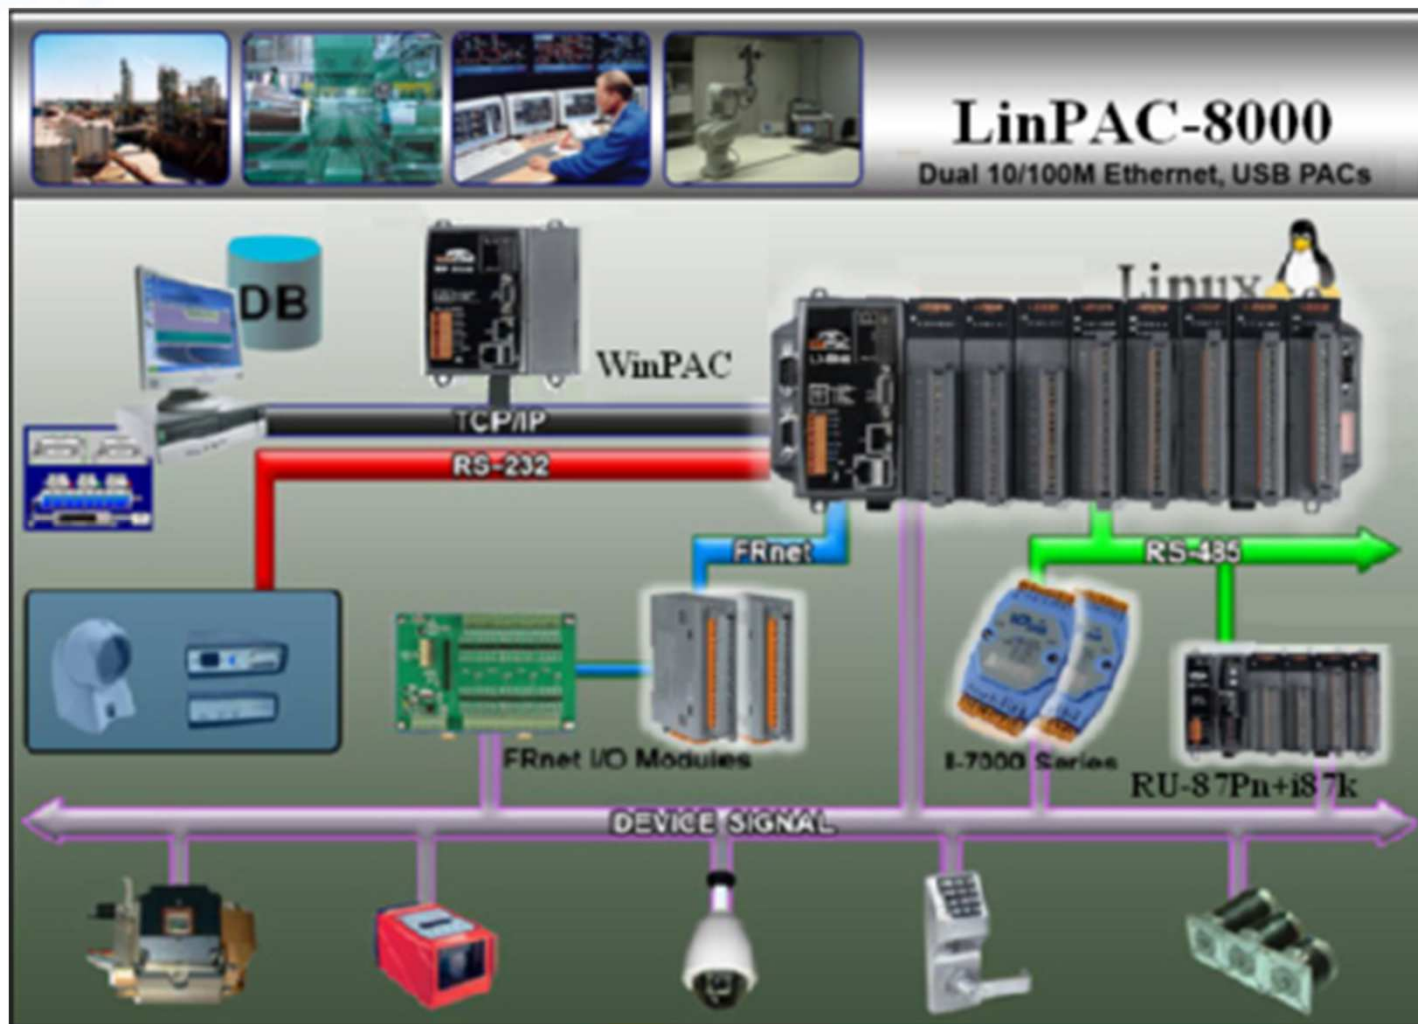 LinPAC-8000
Dual 10/100M Ethernet, USB PACs
DB
Linux
WinPAC
TCP/IP
RS-232
FRnet
RS-485
FRnet I/O Modules
I-7000 Series
RU-87Pn+i87k
DEVICE SIGNAL